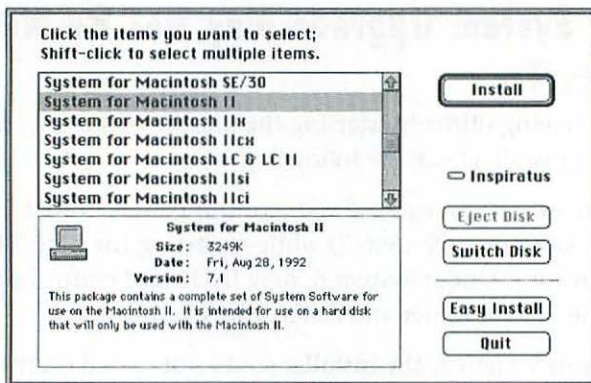 Click the items you want to select;
Shift-click to select multiple items.
System for Macintosh SE/30
System for Macintosh II
System for Macintosh IIx
System for Macintosh IIcx
System for Macintosh LC & LC II
System for Macintosh IIsi
System for Macintosh IIci
System for Macintosh II
Size: 3249K
Date: Fri, Aug 28, 1992
Version: 7.1
This package contains a complete set of System Software for
use on the Macintosh II. It is intended for use on a hard disk
that will only be used with the Macintosh II.
Install
Inspiratus
Eject Disk
Switch Disk
Easy Install
Quit